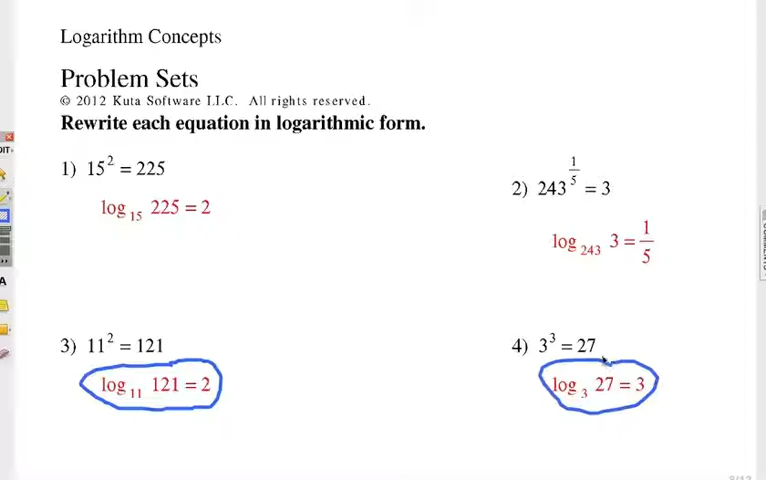 Logarithm Concepts
Problem Sets
© 2012 Kuta Software LLC. All rights reserved.
Rewrite each equation in logarithmic form.
1) 15² = 225
log₁₅ 225 = 2
2) 243^(1/5) = 3
log₂₄₃ 3 = 1/5
3) 11² = 121
log₁₁ 121 = 2
4) 3³ = 27
log₃ 27 = 3